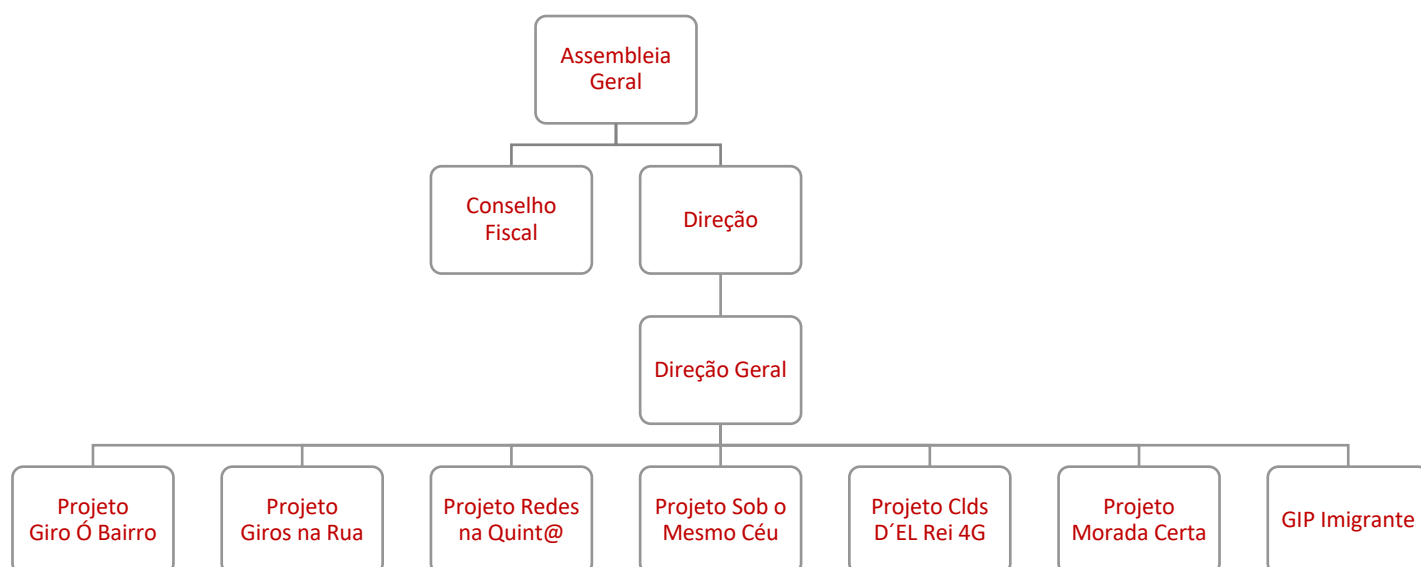 Assembleia
Geral
Conselho
Fiscal
Direção
Direção Geral
Projeto
Giro Ó Bairro
Projeto
Giros na Rua
Projeto Redes
na Quint@
Projeto Sob o
Mesmo Céu
Projeto Clds
D´EL Rei 4G
Projeto
Morada Certa
GIP Imigrante